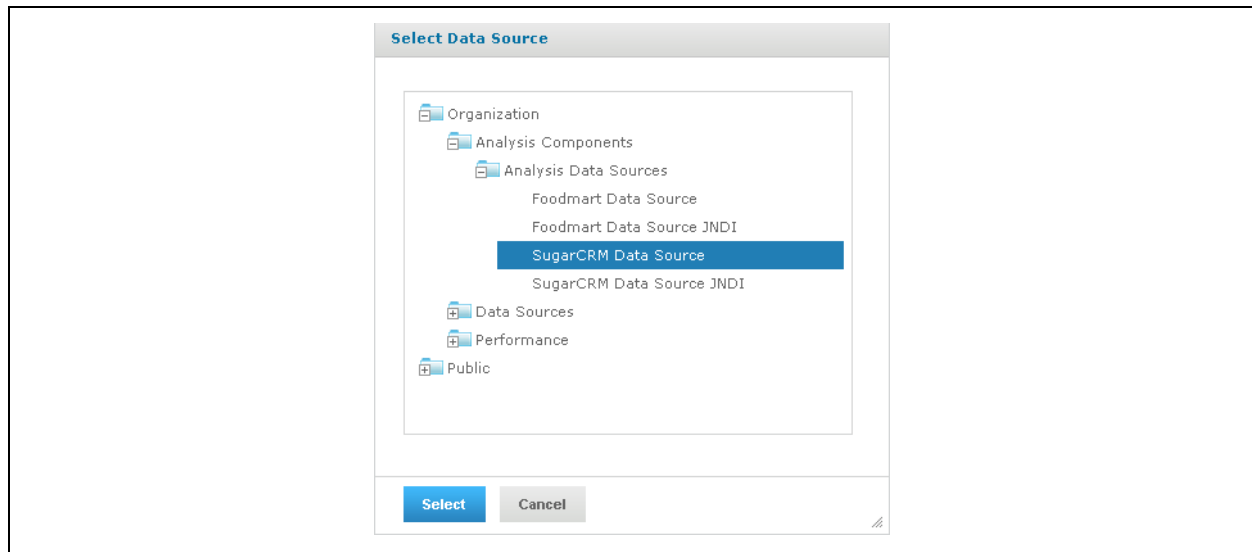 Select Data Source
Organization
Analysis Components
Analysis Data Sources
Foodmart Data Source
Foodmart Data Source JNDI
SugarCRM Data Source
SugarCRM Data Source JNDI
Data Sources
Performance
Public
Select Cancel